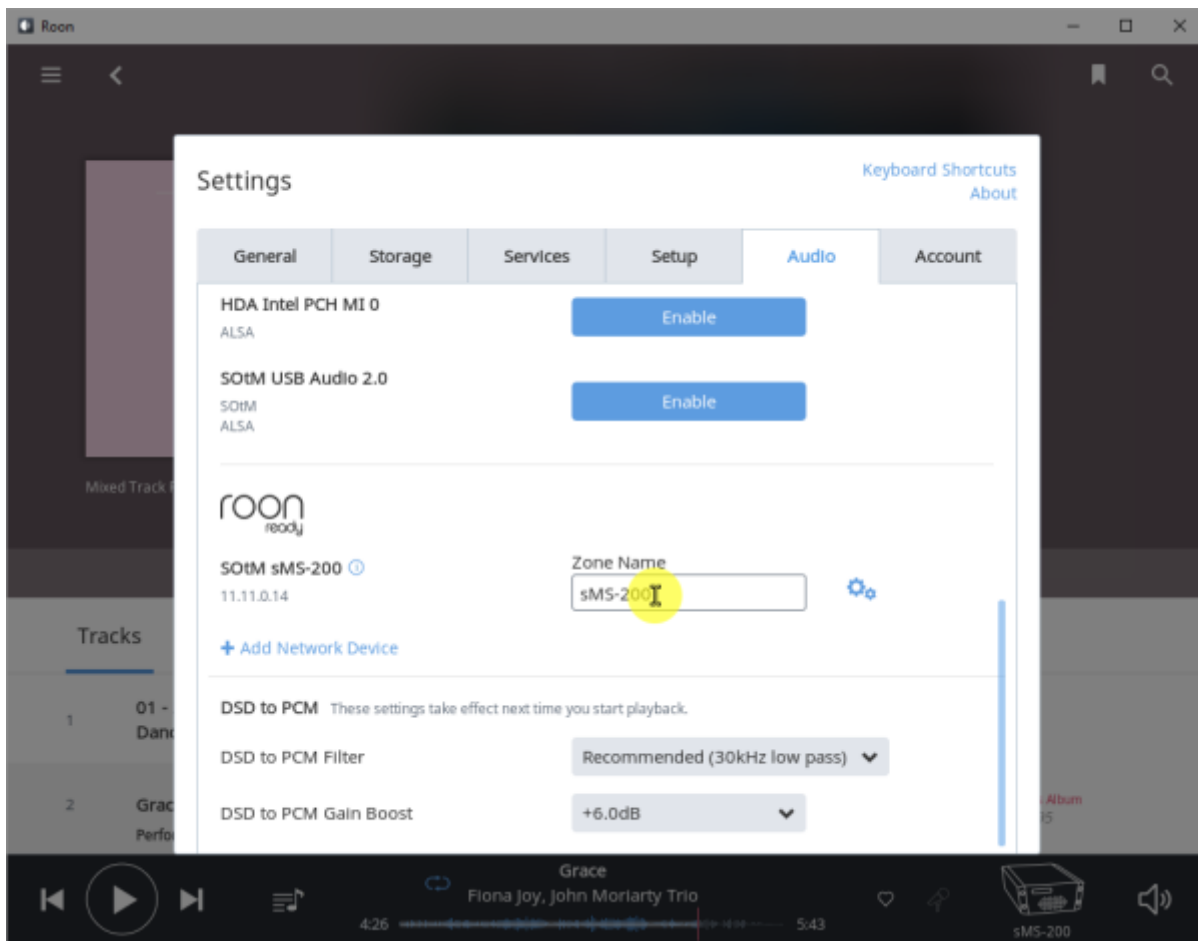 Roon
Settings
Keyboard Shortcuts
About
General Storage Services Setup Audio Account
HDA Intel PCH MI 0
ALSA
Enable
SOtM USB Audio 2.0
SOtM
ALSA
Enable
Mixed Track
roon
ready
SOtM sMS-200
11.11.0.14
Zone Name
sMS-200
+ Add Network Device
Tracks
DSD to PCM These settings take effect next time you start playback.
1
01 -
DSD to PCM Filter
Recommended (30kHz low pass)
2
DSD to PCM Gain Boost
+6.0dB
Album
Grace
Fiona Joy, John Moriarty Trio
4:26
5:43
sMS-200